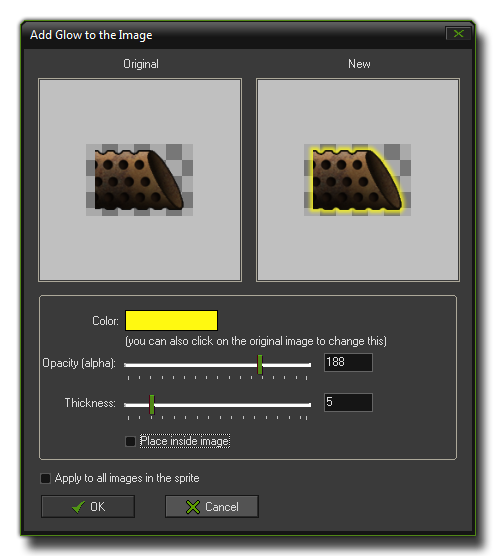 Add Glow to the Image
Original
New
Color:
(you can also click on the original image to change this)
Opacity (alpha):
188
Thickness:
5
Place inside image
Apply to all images in the sprite
OK
Cancel